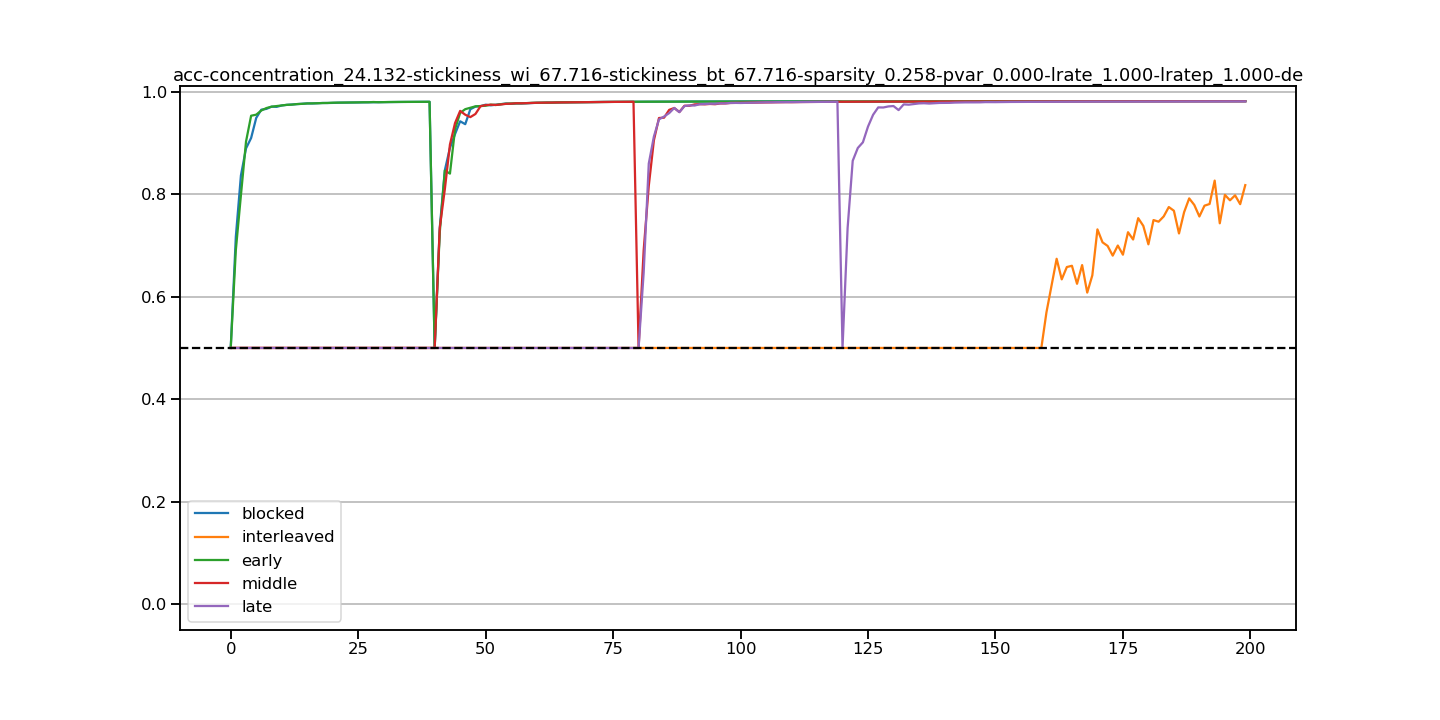 acc-concentration_24.132-stickiness_wi_67.716-stickiness_bt_67.716-sparsity_0.258-pvar_0.000-lrate_1.000-lratep_1.000-de
1.0
0.8
0.6
0.4
0.2
0.0
blocked
interleaved
early
middle
late
0 25 50 75 100 125 150 175 200